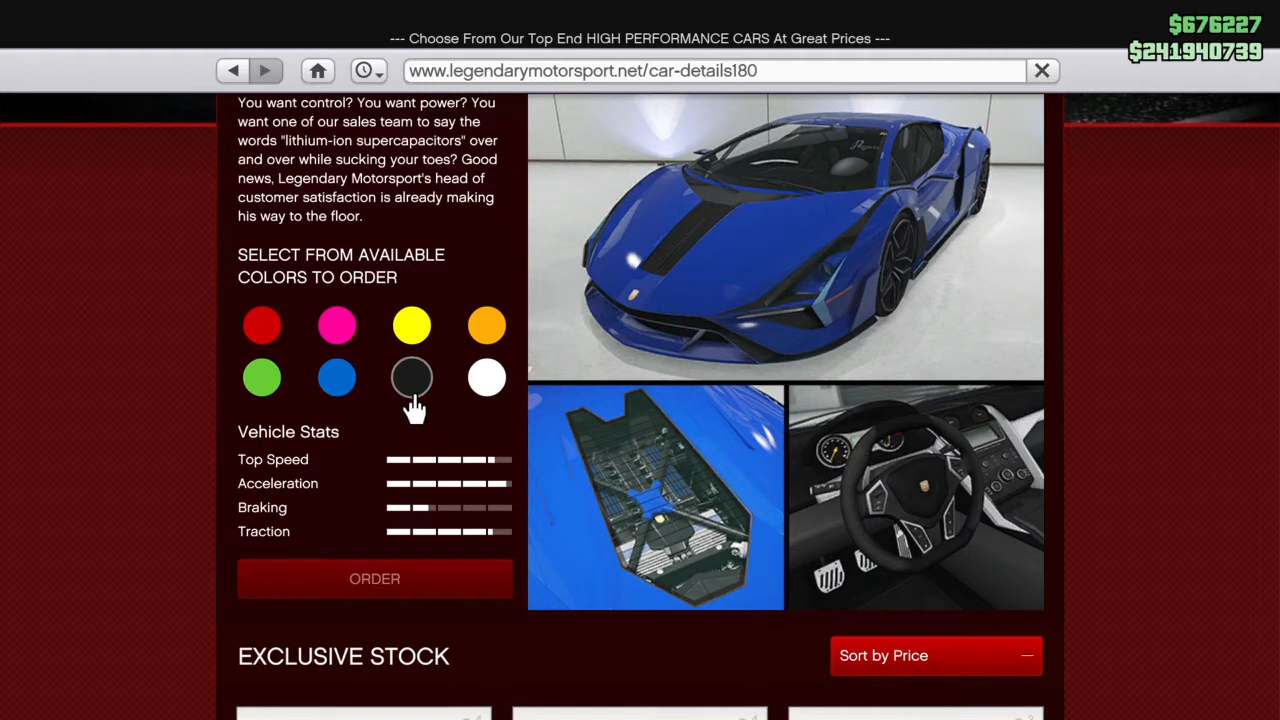 $676227
$241940739
--- Choose From Our Top End HIGH PERFORMANCE CARS At Great Prices ---
www.legendarymotorsport.net/car-details180
You want control? You want power? You
want one of our sales team to say the
words "lithium-ion supercapacitors" over
and over while sucking your toes? Good
news, Legendary Motorsport's head of
customer satisfaction is already making
his way to the floor.
SELECT FROM AVAILABLE
COLORS TO ORDER
Vehicle Stats
Top Speed
Acceleration
Braking
Traction
ORDER
EXCLUSIVE STOCK
Sort by Price